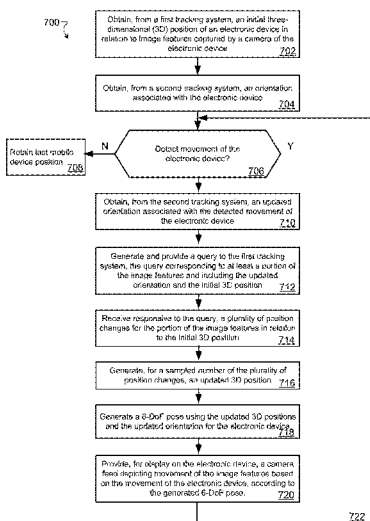 700
Obtain, from a first tracking system, an initial three-
dimensional (3D) position of an electronic device in
relation to image features captured by a camera of the
electronic device
702
Obtain, from a second tracking system, an orientation
associated with the electronic device
704
N
Detect movement of the
electronic device?
706
Y
Retain last mobile
device position
708
Obtain, from the second tracking system, an updated
orientation associated with the detected movement of
the electronic device
710
Generate and provide a query to the first tracking
system, the query corresponding to at least a portion of
the image features and including the updated
orientation and the initial 3D position
712
Receive responsive to the query, a plurality of position
changes for the portion of the image features in relation
to the initial 3D position
714
Generate, for a sampled number of the plurality of
position changes, an updated 3D position
716
Generate a 6-DoF pose using the updated 3D positions
and the updated orientation for the electronic device
718
Provide, for display on the electronic device, a camera
feed depicting movement of the image features based
on the movement of the electronic device, according to
the generated 6-DoF pose.
720
722